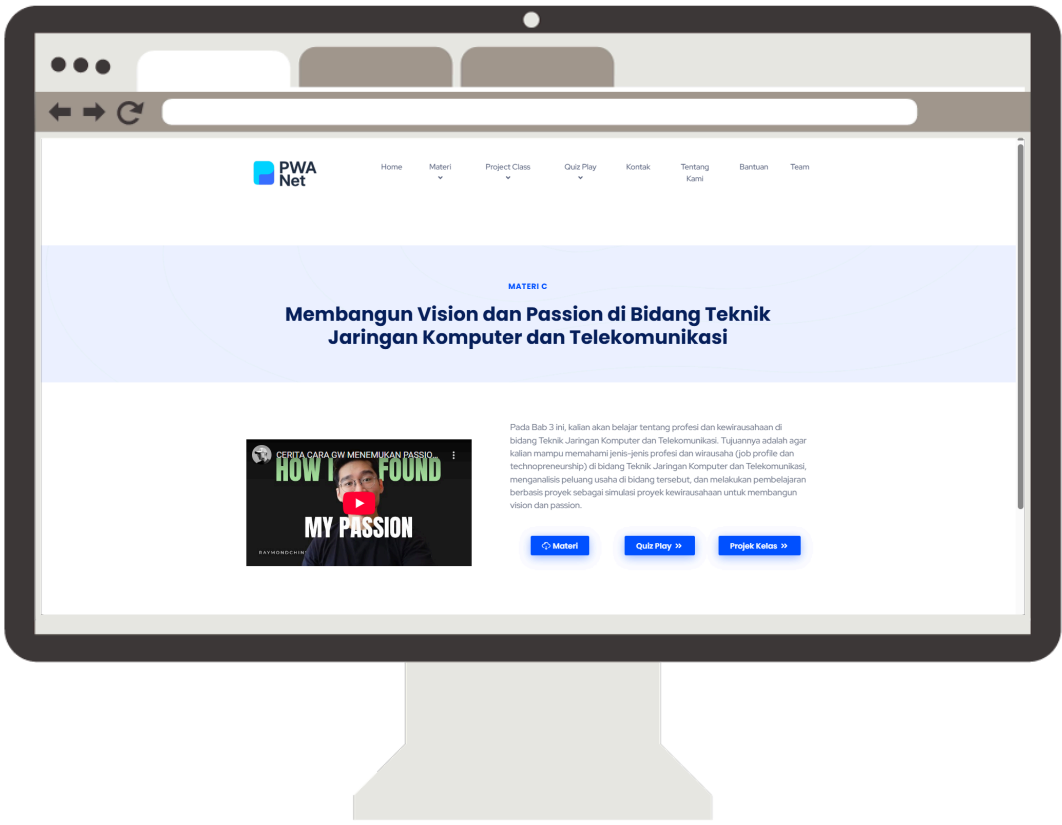 PWA
Net
Home Materi Project Class Quiz Play Kontak Tentang Kami Bantuan Team
MATERI C
Membangun Vision dan Passion di Bidang Teknik
Jaringan Komputer dan Telekomunikasi
CERITA CARA GW MENEMUKAN PASSIO...
HOW I FOUND
MY PASSION
Pada Bab 3 ini, kalian akan belajar tentang profesi dan kewirausahaan di
bidang Teknik Jaringan Komputer dan Telekomunikasi. Tujuannya adalah agar
kalian mampu memahami jenis-jenis profesi dan wirausaha (job profile dan
technopreneurship) di bidang Teknik Jaringan Komputer dan Telekomunikasi,
menganalisis peluang usaha di bidang tersebut, dan melakukan pembelajaran
berbasis proyek sebagai simulasi proyek kewirausahaan untuk membangun
vision dan passion.
Materi Quiz Play Projek Kelas